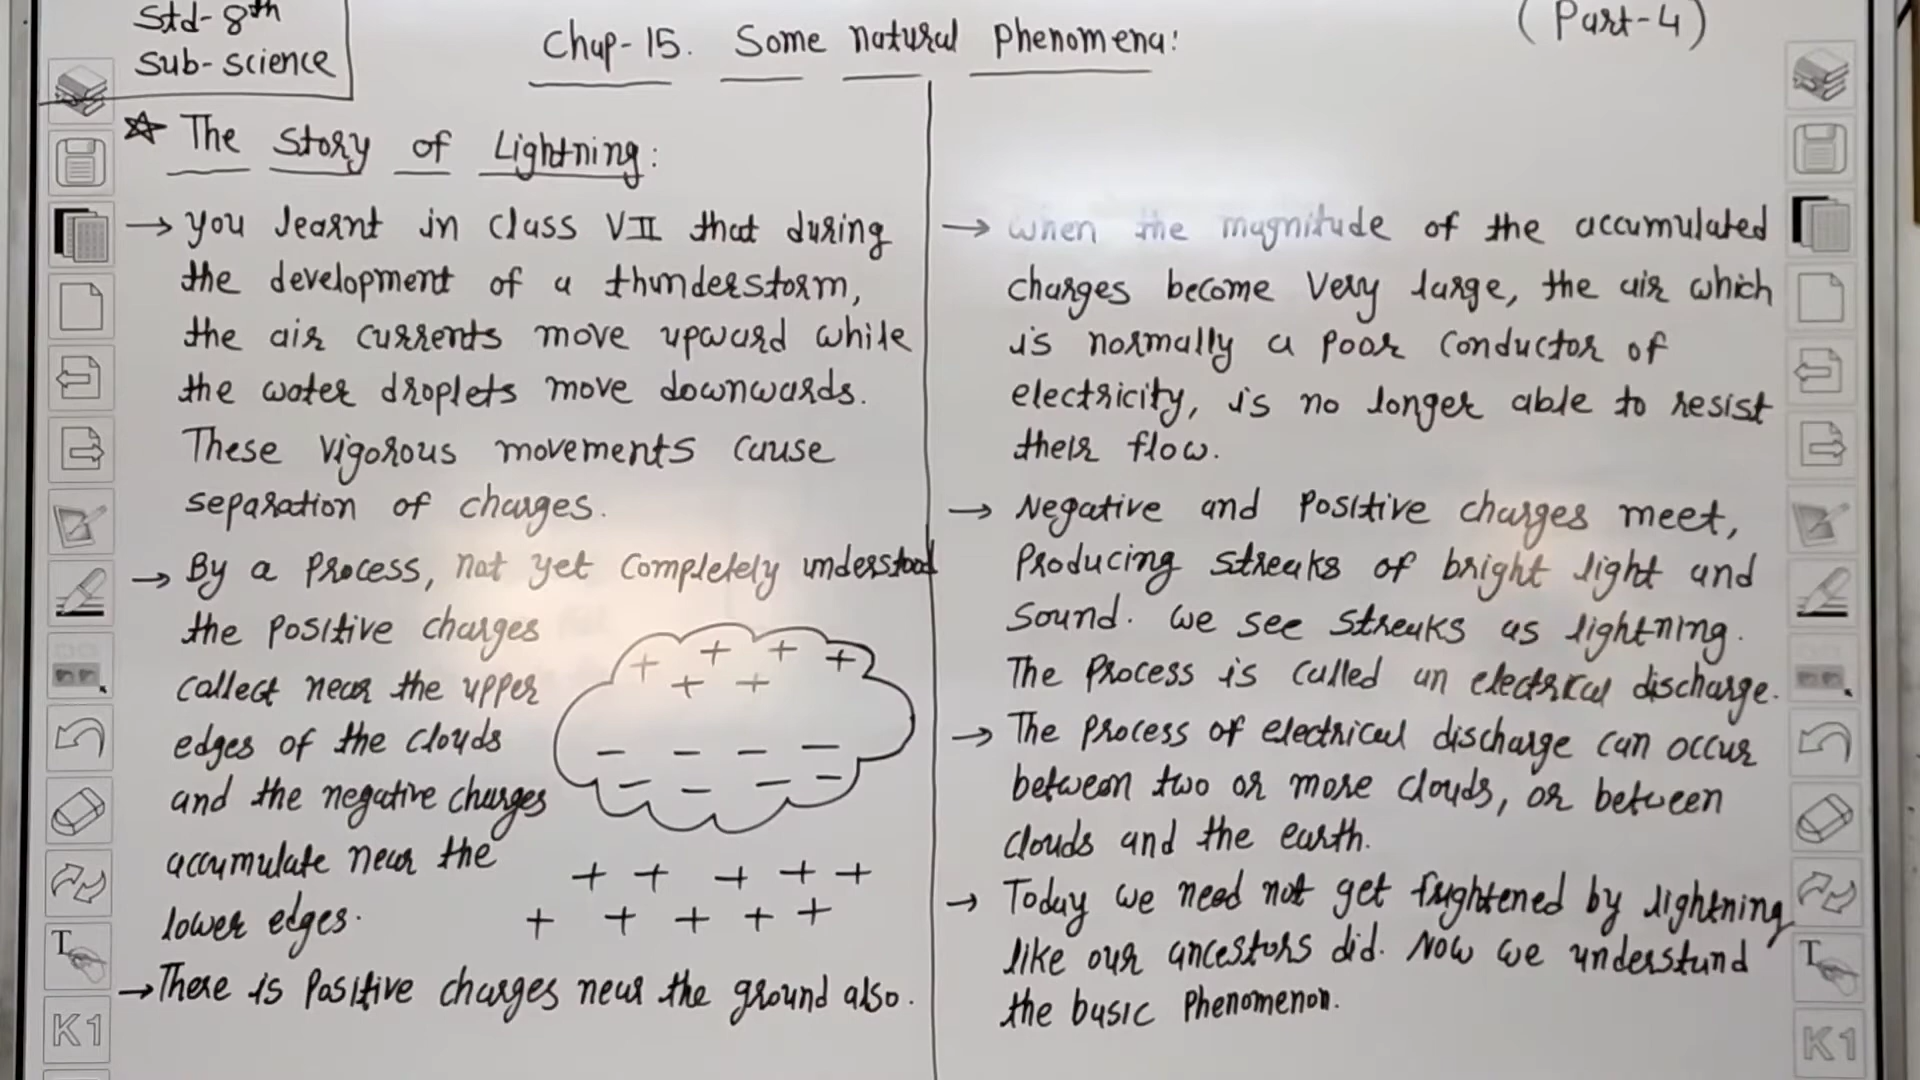 Std- 8th
Sub- science
Chap-15. Some natural Phenomena:
(Part-4)
☆ The Story of Lightning:
→ You learnt in class VII that during
the development of a thunderstorm,
the air currents move upward while
the water droplets move downwards.
These vigorous movements cause
separation of charges.
→ By a Process, not yet completely understood
the positive charges
collect near the upper
edges of the clouds
and the negative charges
accumulate near the
lower edges.
+ + + +
+ +
- - - -
- - - -
+ + + + +
+ + + + +
→ There is Positive charges near the ground also.
→ When the magnitude of the accumulated
charges become very large, the air which
is normally a poor conductor of
electricity, is no longer able to resist
their flow.
→ Negative and Positive charges meet,
Producing streaks of bright light and
sound. We see streaks as lightning.
The Process is called an electrical discharge.
→ The process of electrical discharge can occur
between two or more clouds, or between
clouds and the earth.
→ Today we need not get frightened by lightning
like our ancestors did. Now we understand
the basic Phenomenon.
T
K1
T
K1